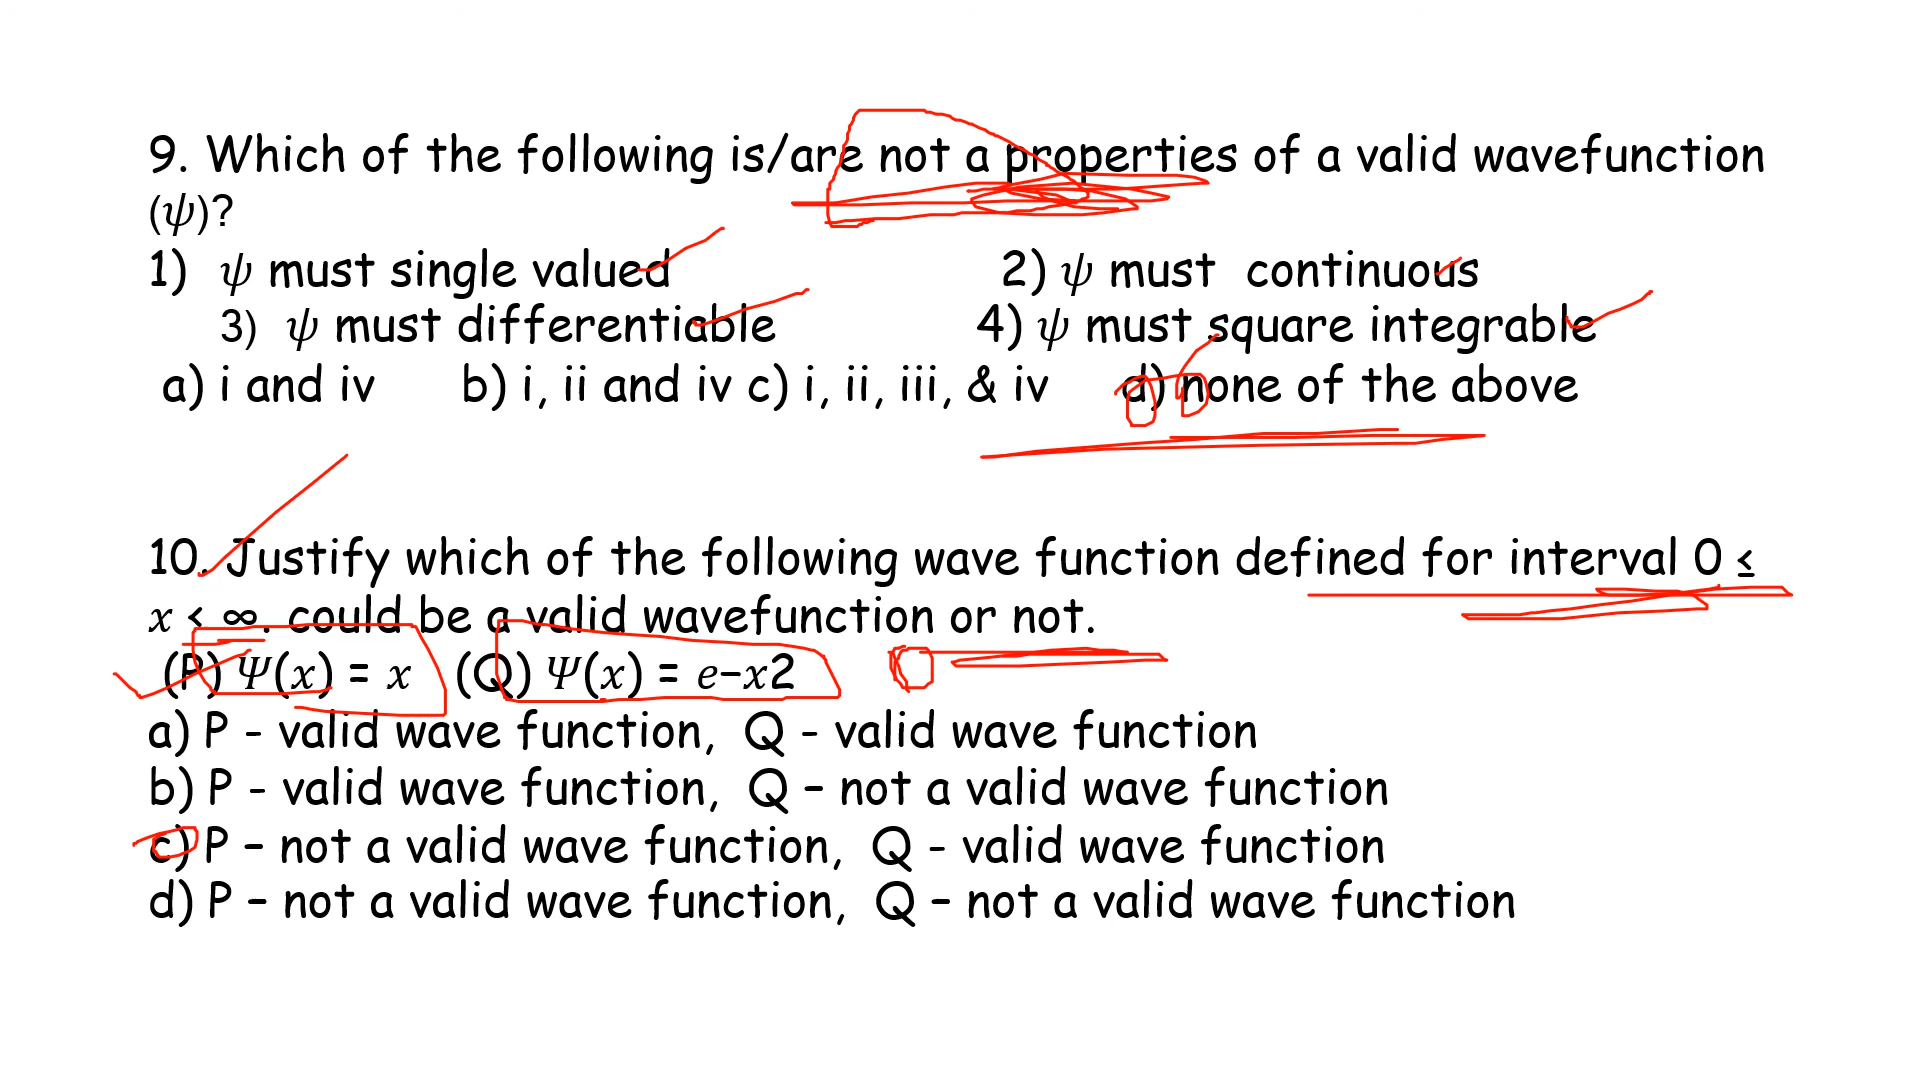 9. Which of the following is/are not a properties of a valid wavefunction
(ψ)?
1) ψ must single valued 2) ψ must continuous
3) ψ must differentiable 4) ψ must square integrable
a) i and iv b) i, ii and iv c) i, ii, iii, & iv d) none of the above
10. Justify which of the following wave function defined for interval 0 ≤
x < ∞. could be a valid wavefunction or not.
(P) Ψ(x) = x (Q) Ψ(x) = e−x2
a) P - valid wave function, Q - valid wave function
b) P - valid wave function, Q – not a valid wave function
c) P – not a valid wave function, Q - valid wave function
d) P – not a valid wave function, Q – not a valid wave function